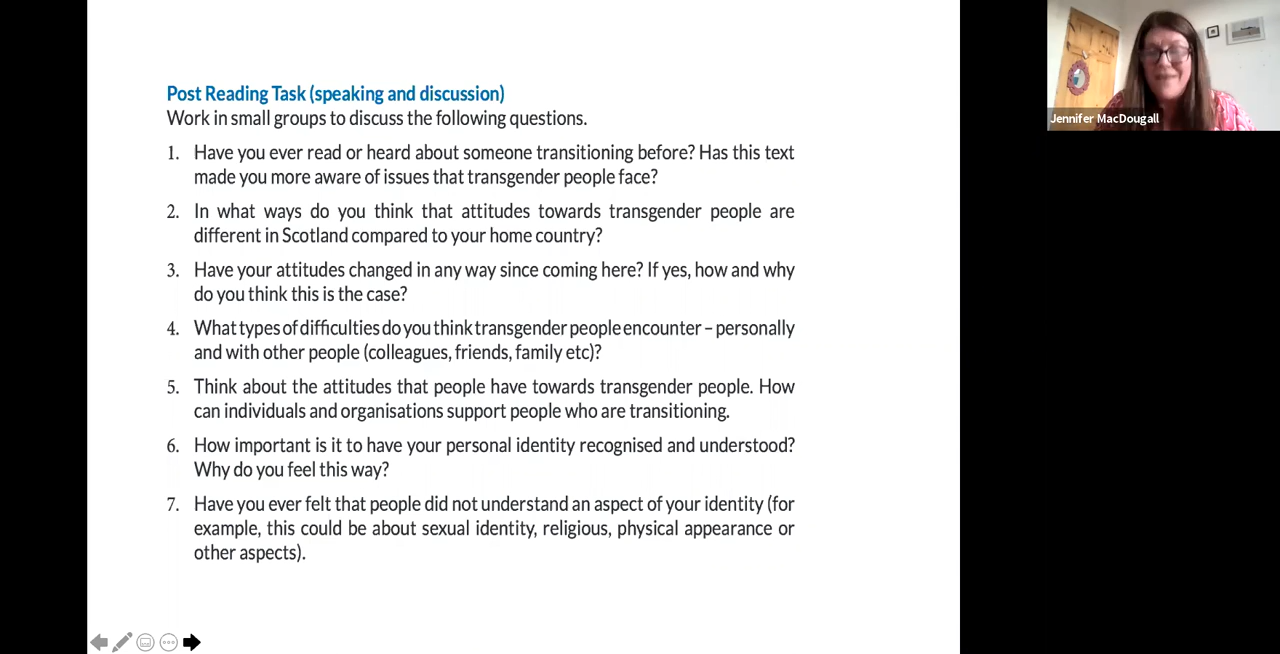 Post Reading Task (speaking and discussion)
Work in small groups to discuss the following questions.
1. Have you ever read or heard about someone transitioning before? Has this text
made you more aware of issues that transgender people face?
2. In what ways do you think that attitudes towards transgender people are
different in Scotland compared to your home country?
3. Have your attitudes changed in any way since coming here? If yes, how and why
do you think this is the case?
4. What types of difficulties do you think transgender people encounter – personally
and with other people (colleagues, friends, family etc)?
5. Think about the attitudes that people have towards transgender people. How
can individuals and organisations support people who are transitioning.
6. How important is it to have your personal identity recognised and understood?
Why do you feel this way?
7. Have you ever felt that people did not understand an aspect of your identity (for
example, this could be about sexual identity, religious, physical appearance or
other aspects).
Jennifer MacDougall